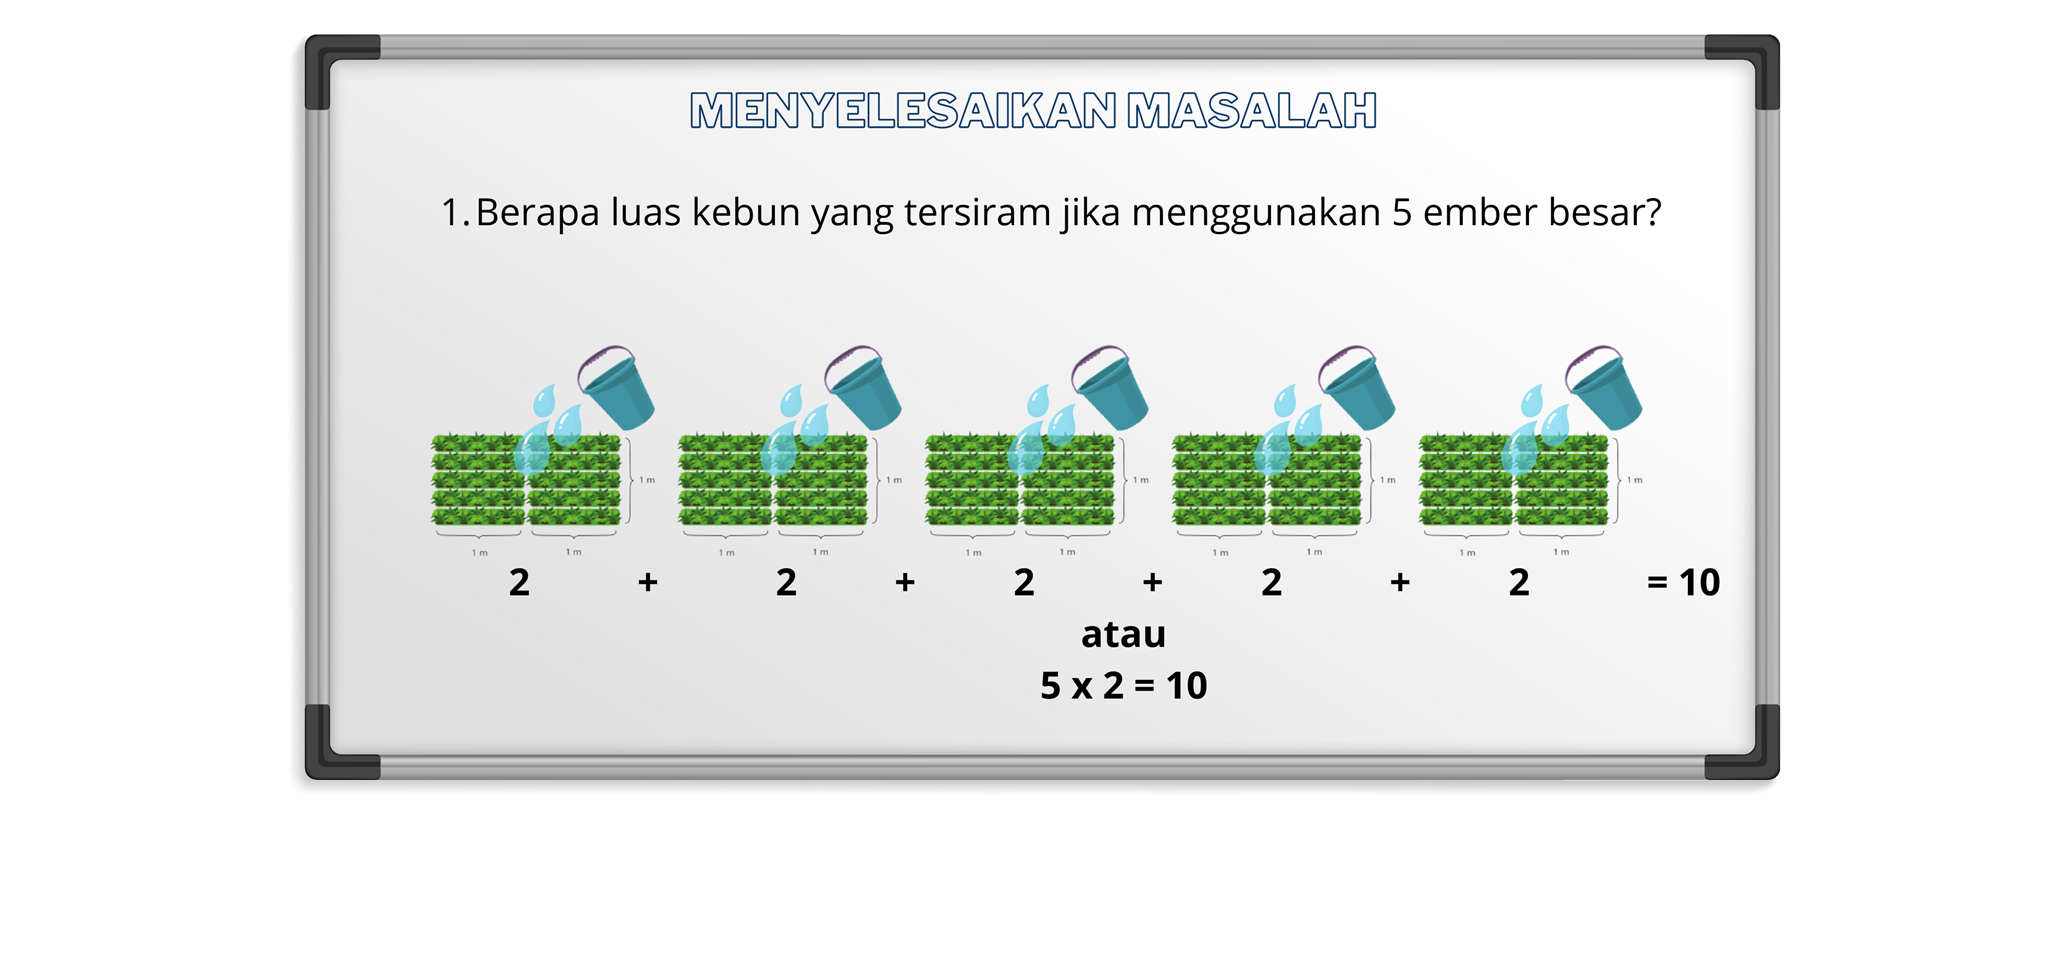 MENYELESAIKAN MASALAH
1. Berapa luas kebun yang tersiram jika menggunakan 5 ember besar?
1 m 1 m 1 m 1 m 1 m
1 m 1 m 1 m 1 m 1 m 1 m 1 m 1 m 1 m 1 m
2 + 2 + 2 + 2 + 2 = 10
atau
5 x 2 = 10